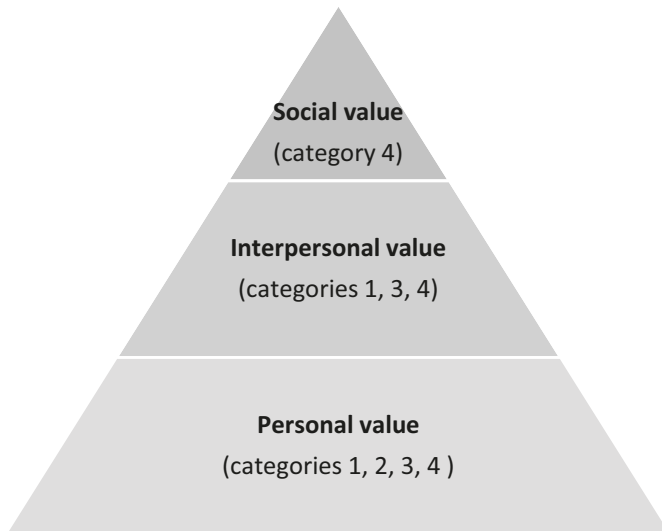 Social value
(category 4)
Interpersonal value
(categories 1, 3, 4)
Personal value
(categories 1, 2, 3, 4 )